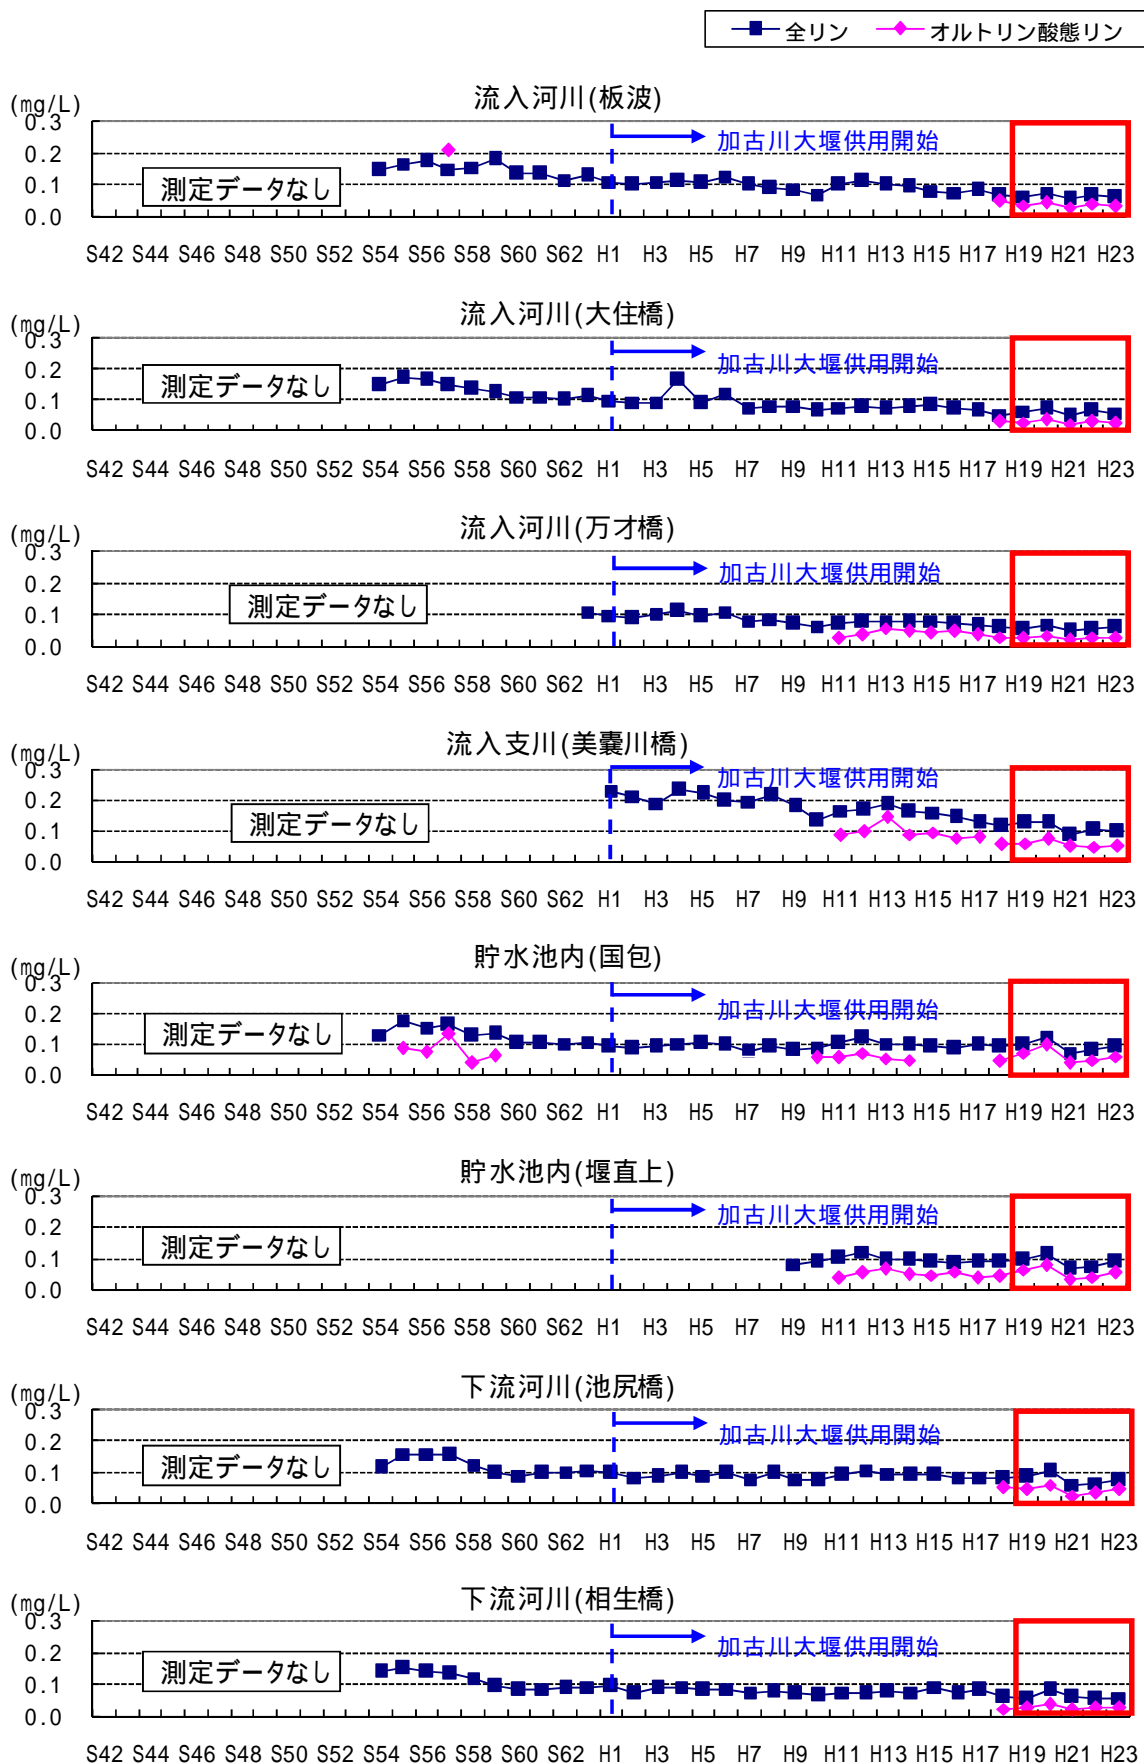 全リン オルトリン酸態リン
流入河川(板波)
(mg/L)
0.3
加古川大堰供用開始
0.2
測定データなし
0.1
0.0
S42 S44 S46 S48 S50 S52 S54 S56 S58 S60 S62 H1 H3 H5 H7 H9 H11 H13 H15 H17 H19 H21 H23
流入河川(大住橋)
(mg/L)
0.3
加古川大堰供用開始
0.2
測定データなし
0.1
0.0
S42 S44 S46 S48 S50 S52 S54 S56 S58 S60 S62 H1 H3 H5 H7 H9 H11 H13 H15 H17 H19 H21 H23
流入河川(万才橋)
(mg/L)
0.3
加古川大堰供用開始
0.2
測定データなし
0.1
0.0
S42 S44 S46 S48 S50 S52 S54 S56 S58 S60 S62 H1 H3 H5 H7 H9 H11 H13 H15 H17 H19 H21 H23
流入支川(美嚢川橋)
(mg/L)
0.3
加古川大堰供用開始
0.2
測定データなし
0.1
0.0
S42 S44 S46 S48 S50 S52 S54 S56 S58 S60 S62 H1 H3 H5 H7 H9 H11 H13 H15 H17 H19 H21 H23
貯水池内(国包)
(mg/L)
0.3
加古川大堰供用開始
0.2
測定データなし
0.1
0.0
S42 S44 S46 S48 S50 S52 S54 S56 S58 S60 S62 H1 H3 H5 H7 H9 H11 H13 H15 H17 H19 H21 H23
貯水池内(堰直上)
(mg/L)
0.3
加古川大堰供用開始
0.2
測定データなし
0.1
0.0
S42 S44 S46 S48 S50 S52 S54 S56 S58 S60 S62 H1 H3 H5 H7 H9 H11 H13 H15 H17 H19 H21 H23
下流河川(池尻橋)
(mg/L)
0.3
加古川大堰供用開始
0.2
測定データなし
0.1
0.0
S42 S44 S46 S48 S50 S52 S54 S56 S58 S60 S62 H1 H3 H5 H7 H9 H11 H13 H15 H17 H19 H21 H23
下流河川(相生橋)
(mg/L)
0.3
加古川大堰供用開始
0.2
測定データなし
0.1
0.0
S42 S44 S46 S48 S50 S52 S54 S56 S58 S60 S62 H1 H3 H5 H7 H9 H11 H13 H15 H17 H19 H21 H23